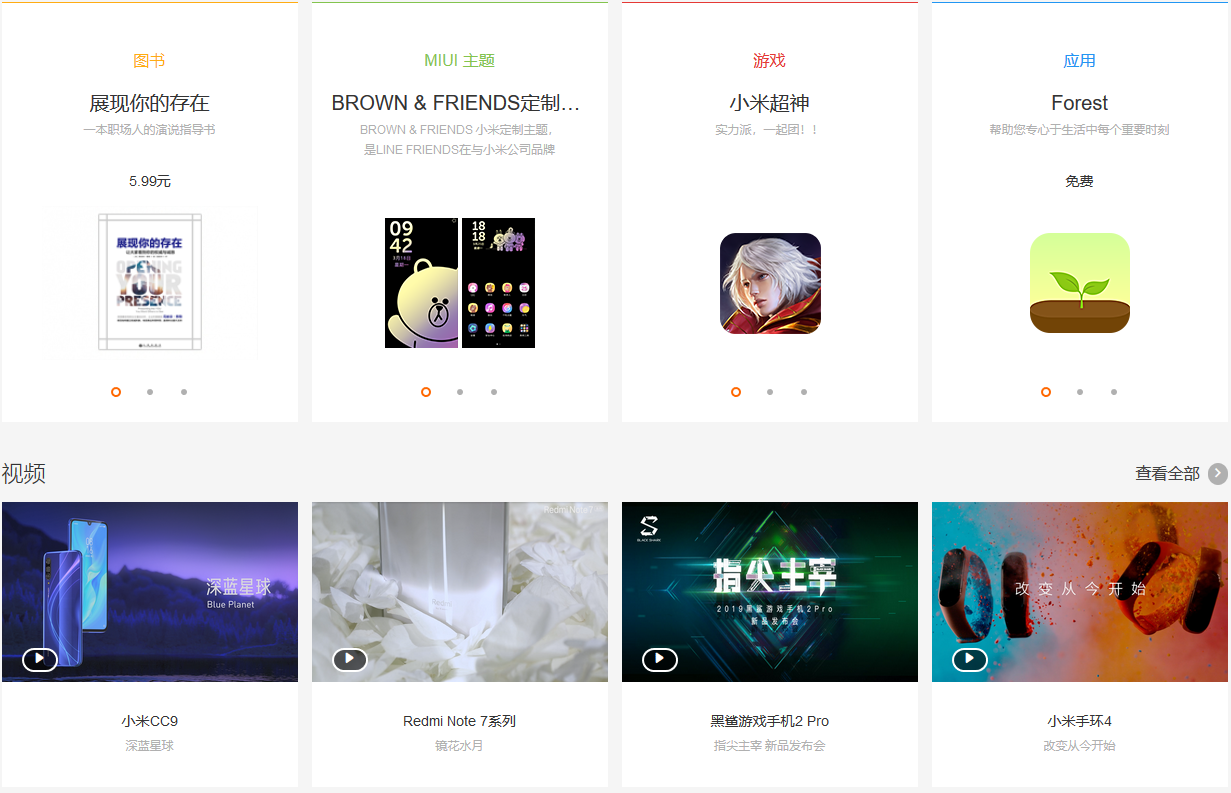 图书
展现你的存在
一本职场人的演说指导书
5.99元
展现你的存在
OPENING
YOUR
PRESENCE
MIUI 主题
BROWN & FRIENDS定制…
BROWN & FRIENDS 小米定制主题,
是LINE FRIENDS在与小米公司品牌
09
42
18
18
游戏
小米超神
实力派，一起团！！
应用
Forest
帮助您专心于生活中每个重要时刻
免费
视频
查看全部
深蓝星球
Blue Planet
小米CC9
深蓝星球
Redmi Note 7
Redmi Note 7系列
镜花水月
BLACK SHARK
指尖主宰
2019黑鲨游戏手机2Pro
新品发布会
黑鲨游戏手机2 Pro
指尖主宰 新品发布会
改变从今开始
小米手环4
改变从今开始